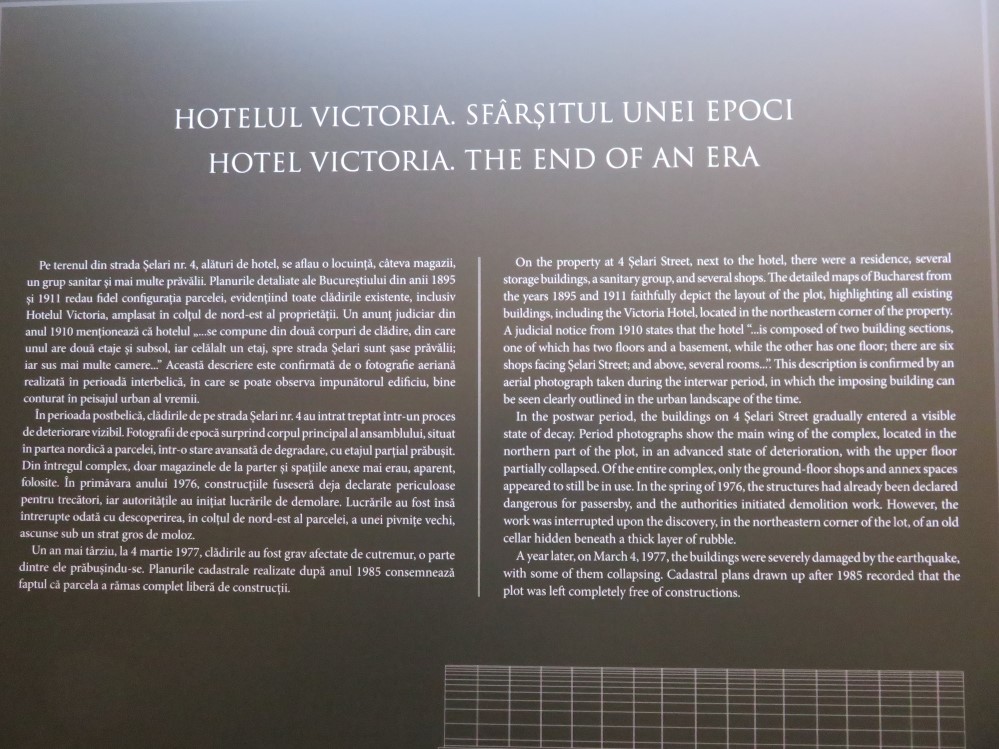 HOTELUL VICTORIA. SFÂRȘITUL UNEI EPOCI
HOTEL VICTORIA. THE END OF AN ERA
Pe terenul din strada Șelari nr. 4, alături de hotel, se aflau o locuință, câteva magazii,
un grup sanitar și mai multe prăvălii. Planurile detaliate ale Bucureștiului din anii 1895
și 1911 redau fidel configurația parcelei, evidențiind toate clădirile existente, inclusiv
Hotelul Victoria, amplasat în colțul de nord-est al proprietății. Un anunț judiciar din
anul 1910 menționează că hotelul „...se compune din două corpuri de clădire, din care
unul are două etaje și subsol, iar celălalt un etaj, spre strada Șelari sunt șase prăvălii;
iar sus mai multe camere...” Această descriere este confirmată de o fotografie aeriană
realizată în perioadă interbelică, în care se poate observa impunătorul edificiu, bine
conturat în peisajul urban al vremii.
În perioada postbelică, clădirile de pe strada Șelari nr. 4 au intrat treptat într-un proces
de deteriorare vizibil. Fotografii de epocă surprind corpul principal al ansamblului, situat
în partea nordică a parcelei, într-o stare avansată de degradare, cu etajul parțial prăbușit.
Din întregul complex, doar magazinele de la parter și spațiile anexe mai erau, aparent,
folosite. În primăvara anului 1976, construcțiile fuseseră deja declarate periculoase
pentru trecători, iar autoritățile au inițiat lucrările de demolare. Lucrările au fost însă
întrerupte odată cu descoperirea, în colțul de nord-est al parcelei, a unei pivnițe vechi,
ascunse sub un strat gros de moloz.
Un an mai târziu, la 4 martie 1977, clădirile au fost grav afectate de cutremur, o parte
dintre ele prăbușindu-se. Planurile cadastrale realizate după anul 1985 consemnează
faptul că parcela a rămas complet liberă de construcții.
On the property at 4 Șelari Street, next to the hotel, there were a residence, several
storage buildings, a sanitary group, and several shops. The detailed maps of Bucharest from
the years 1895 and 1911 faithfully depict the layout of the plot, highlighting all existing
buildings, including the Victoria Hotel, located in the northeastern corner of the property.
A judicial notice from 1910 states that the hotel “...is composed of two building sections,
one of which has two floors and a basement, while the other has one floor; there are six
shops facing Șelari Street; and above, several rooms...”. This description is confirmed by an
aerial photograph taken during the interwar period, in which the imposing building can
be seen clearly outlined in the urban landscape of the time.
In the postwar period, the buildings on 4 Șelari Street gradually entered a visible
state of decay. Period photographs show the main wing of the complex, located in the
northern part of the plot, in an advanced state of deterioration, with the upper floor
partially collapsed. Of the entire complex, only the ground-floor shops and annex spaces
appeared to still be in use. In the spring of 1976, the structures had already been declared
dangerous for passersby, and the authorities initiated demolition work. However, the
work was interrupted upon the discovery, in the northeastern corner of the lot, of an old
cellar hidden beneath a thick layer of rubble.
A year later, on March 4, 1977, the buildings were severely damaged by the earthquake,
with some of them collapsing. Cadastral plans drawn up after 1985 recorded that the
plot was left completely free of constructions.